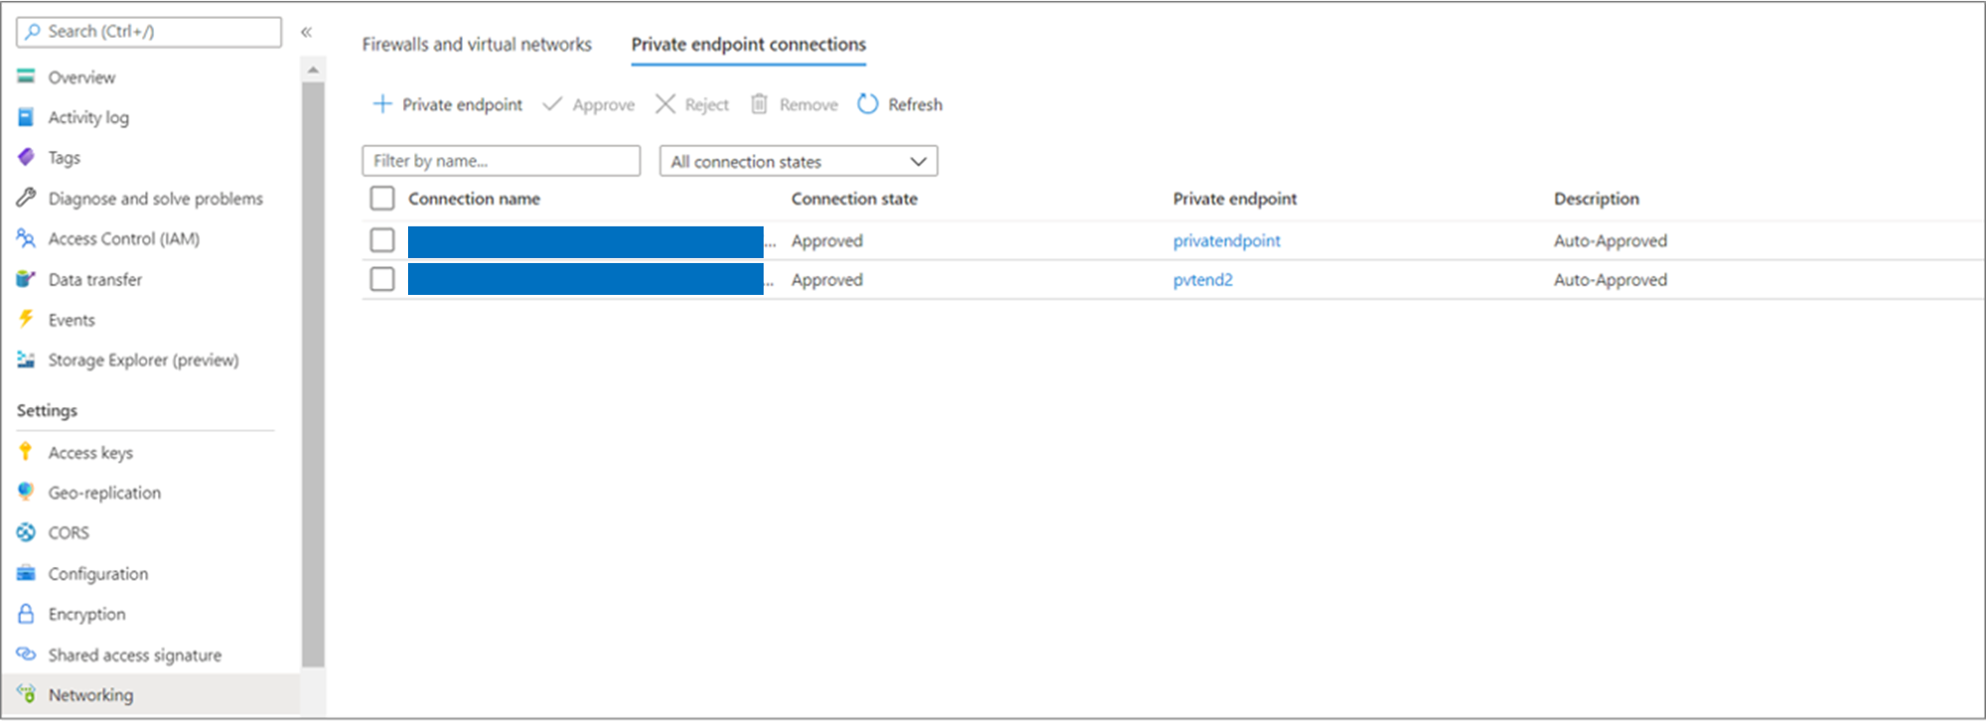 Search (Ctrl+/)
«
Overview
Activity log
Tags
Diagnose and solve problems
Access Control (IAM)
Data transfer
Events
Storage Explorer (preview)
Settings
Access keys
Geo-replication
CORS
Configuration
Encryption
Shared access signature
Networking
Firewalls and virtual networks Private endpoint connections
Private endpoint Approve Reject Remove Refresh
Filter by name... All connection states
Connection name Connection state Private endpoint Description
... Approved privatendpoint Auto-Approved
... Approved pvtend2 Auto-Approved